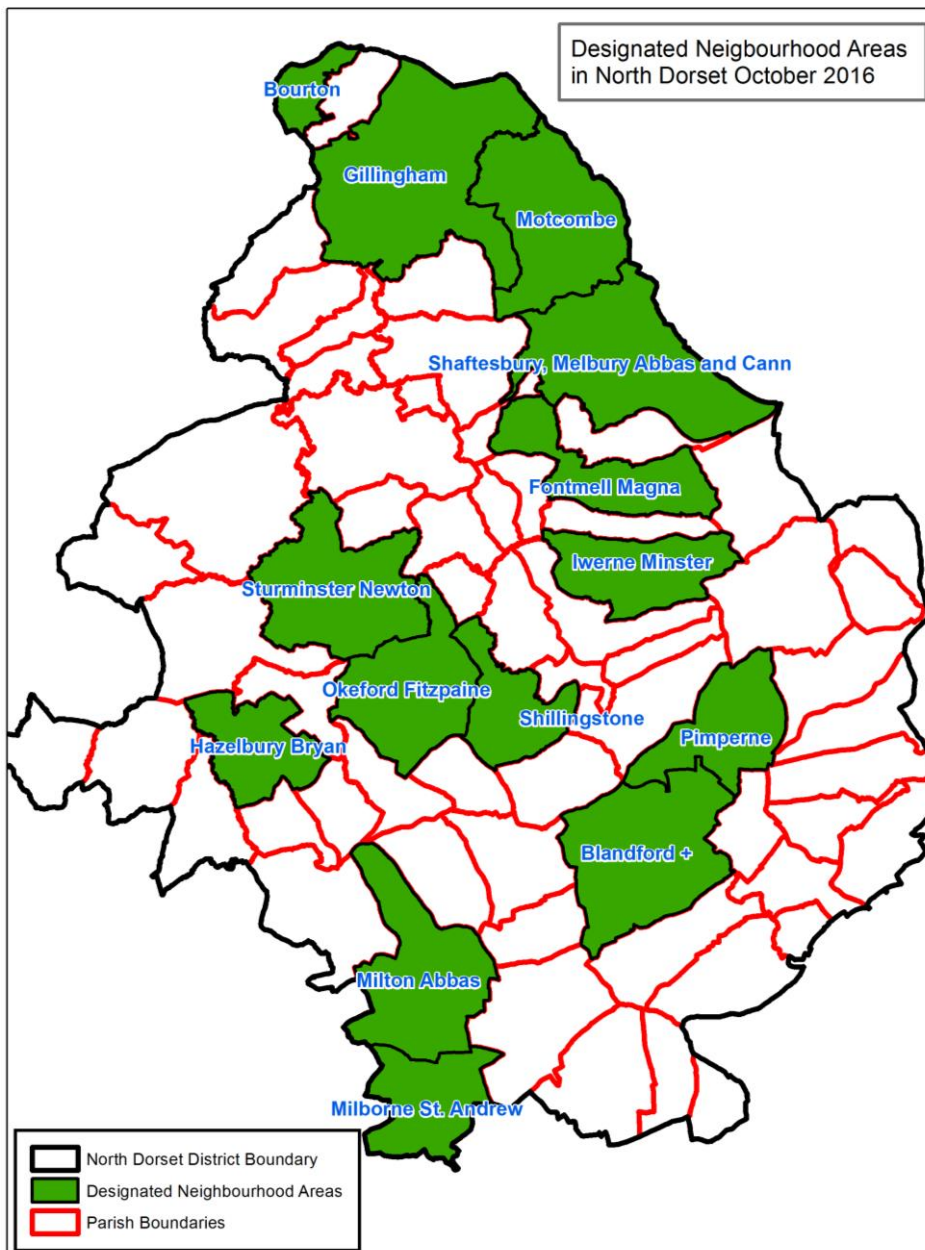 Designated Neigbourhood Areas
in North Dorset October 2016
Bourton
Gillingham
Motcombe
Shaftesbury, Melbury Abbas and Cann
Fontmell Magna
Iwerne Minster
Sturminster Newton
Okeford Fitzpaine
Shillingstone
Pimperne
Hazelbury Bryan
Blandford +
Milton Abbas
Milborne St. Andrew
North Dorset District Boundary
Designated Neighbourhood Areas
Parish Boundaries